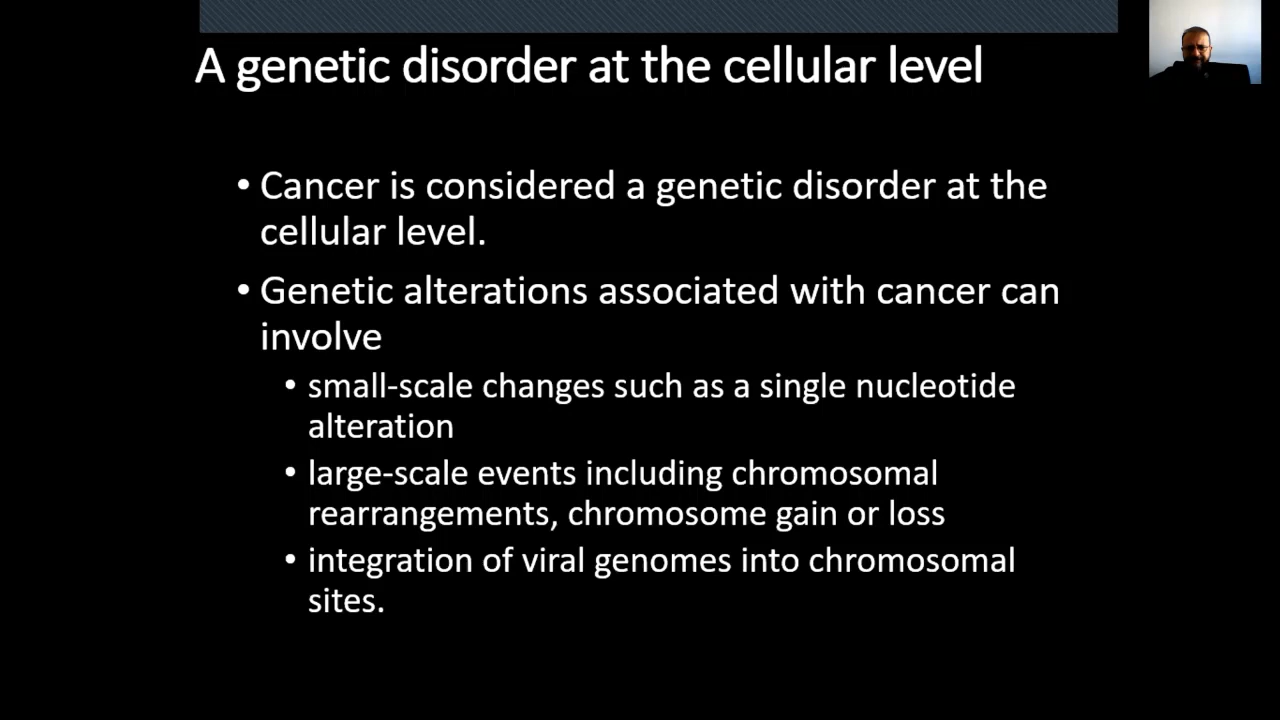 A genetic disorder at the cellular level
• Cancer is considered a genetic disorder at the
cellular level.
• Genetic alterations associated with cancer can
involve
• small-scale changes such as a single nucleotide
alteration
• large-scale events including chromosomal
rearrangements, chromosome gain or loss
• integration of viral genomes into chromosomal
sites.